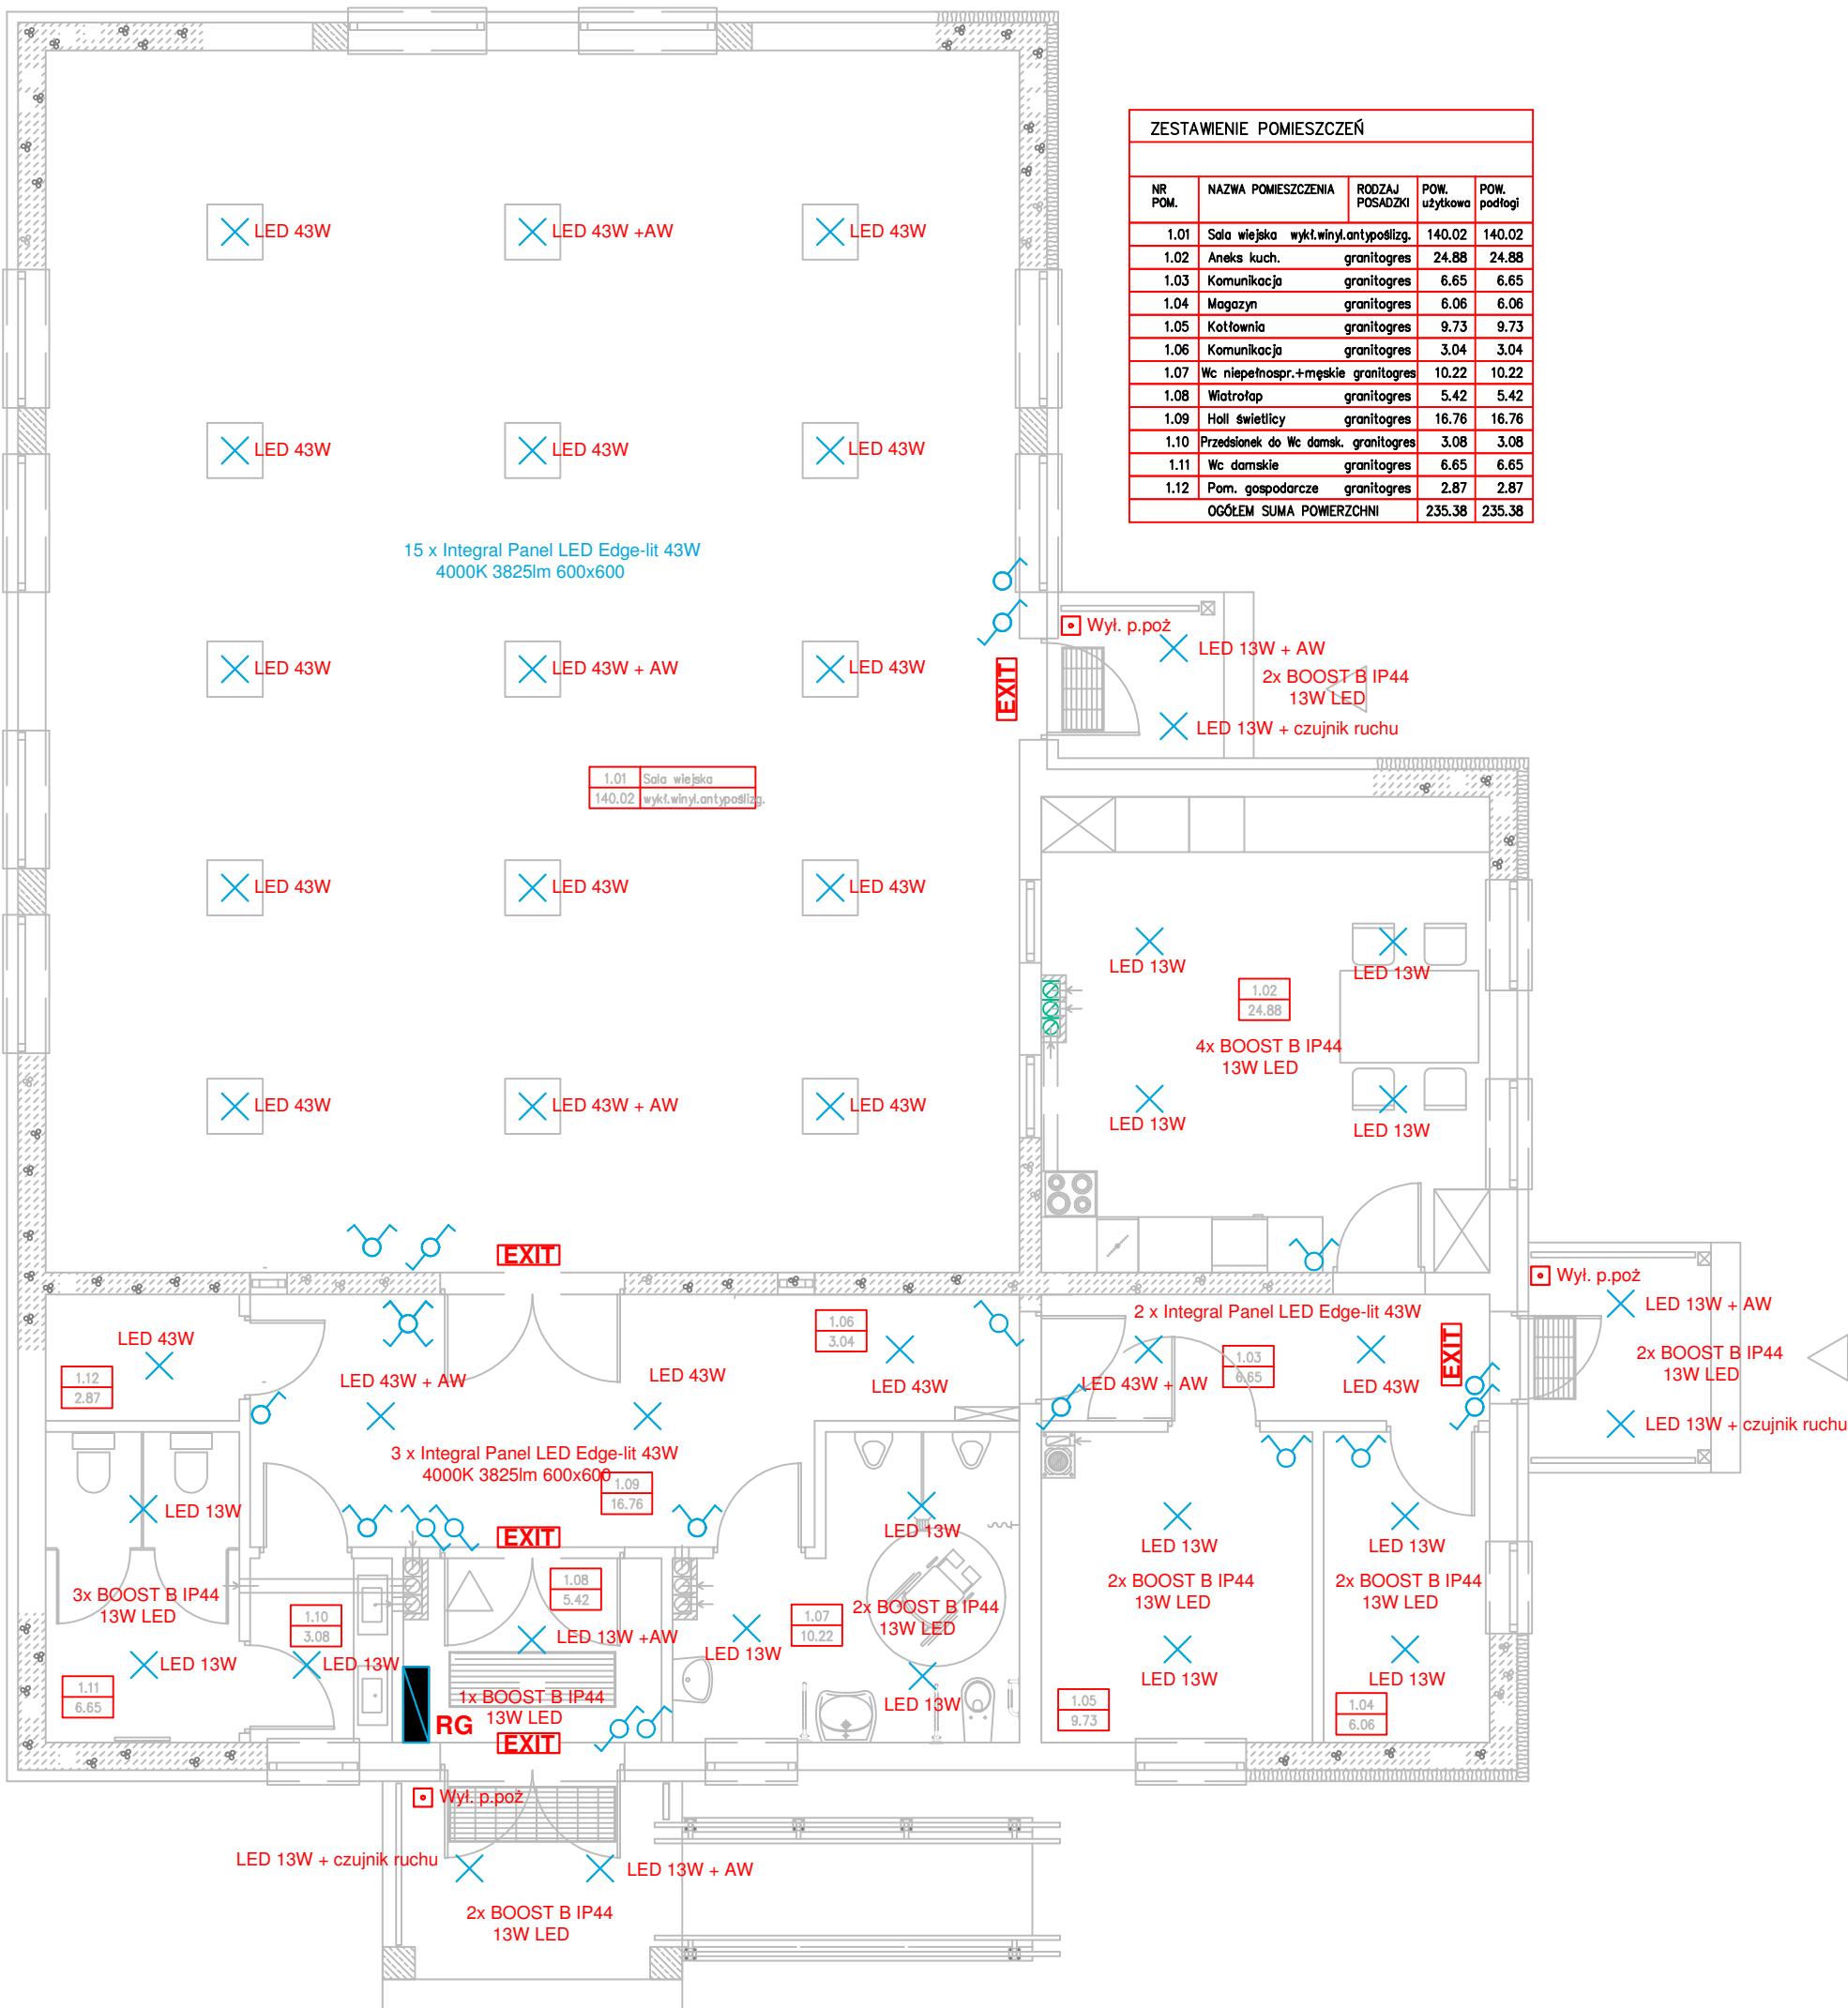 ZESTAWIENIE POMIESZCZEŃ
NR POM. NAZWA POMIESZCZENIA RODZAJ POSADZKI POW. użytkowa POW. podłogi
1.01 Sala wiejska wykł.winyl.antypoślizg. 140.02 140.02
1.02 Aneks kuch. granitogres 24.88 24.88
1.03 Komunikacja granitogres 6.65 6.65
1.04 Magazyn granitogres 6.06 6.06
1.05 Kotłownia granitogres 9.73 9.73
1.06 Komunikacja granitogres 3.04 3.04
1.07 Wc niepełnospr.+męskie granitogres 10.22 10.22
1.08 Wiatrołap granitogres 5.42 5.42
1.09 Holl świetlicy granitogres 16.76 16.76
1.10 Przedsionek do Wc damsk. granitogres 3.08 3.08
1.11 Wc damskie granitogres 6.65 6.65
1.12 Pom. gospodarcze granitogres 2.87 2.87
OGÓŁEM SUMA POWIERZCHNI 235.38 235.38
LED 43W
LED 43W +AW
LED 43W
LED 43W
LED 43W
LED 43W
15 x Integral Panel LED Edge-lit 43W
4000K 3825lm 600x600
LED 43W
LED 43W + AW
LED 43W
EXIT
Wył. p.poż
LED 13W + AW
2x BOOST B IP44
13W LED
LED 13W + czujnik ruchu
1.01 Sala wiejska
140.02 wykł.winyl.antypoślizg.
LED 43W
LED 43W
LED 43W
LED 13W
LED 13W
1.02
24.88
4x BOOST B IP44
13W LED
LED 13W
LED 13W
LED 43W
LED 43W + AW
LED 43W
EXIT
Wył. p.poż
LED 13W + AW
2x BOOST B IP44
13W LED
LED 13W + czujnik ruchu
LED 43W
1.12
2.87
LED 43W + AW
LED 43W
1.06
3.04
LED 43W
2 x Integral Panel LED Edge-lit 43W
1.03
6.65
LED 43W + AW
LED 43W
EXIT
3 x Integral Panel LED Edge-lit 43W
4000K 3825lm 600x600
1.09
16.76
LED 13W
EXIT
LED 13W
LED 13W
LED 13W
3x BOOST B IP44
13W LED
1.08
5.42
2x BOOST B IP44
13W LED
2x BOOST B IP44
13W LED
2x BOOST B IP44
13W LED
1.10
3.08
1.07
10.22
LED 13W +AW
LED 13W
LED 13W
LED 13W
LED 13W
LED 13W
LED 13W
1.11
6.65
1x BOOST B IP44
13W LED
RG
EXIT
1.05
9.73
1.04
6.06
Wył. p.poż
LED 13W + czujnik ruchu
LED 13W + AW
2x BOOST B IP44
13W LED